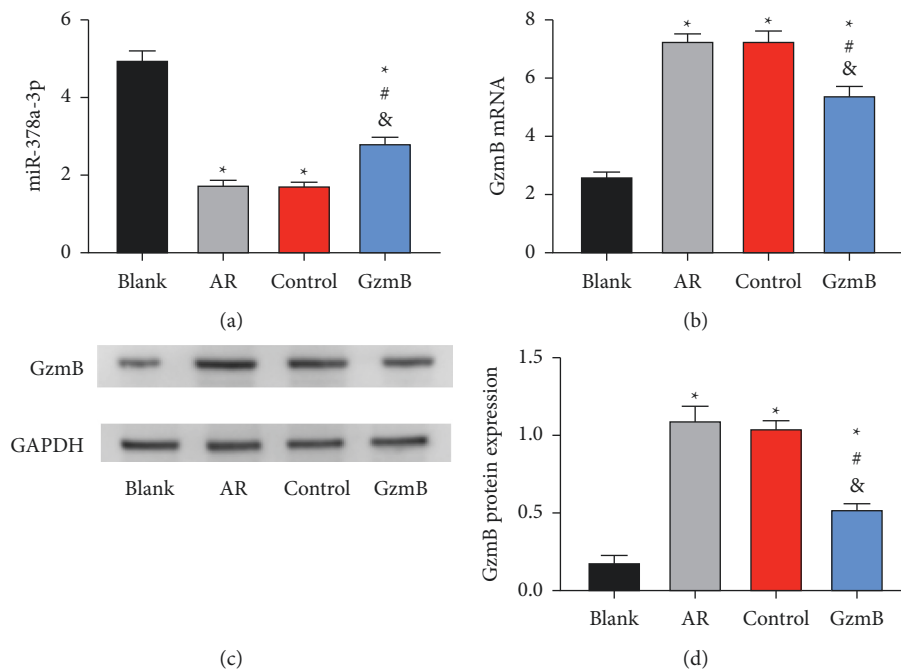 6
4
2
0
miR-378a-3p
*
*
*
#
&
Blank
AR
Control
GzmB
(a)
8
6
4
2
0
GzmB mRNA
*
*
*
#
&
Blank
AR
Control
GzmB
(b)
GzmB
GAPDH
Blank
AR
Control
GzmB
(c)
1.5
1.0
0.5
0.0
GzmB protein expression
*
*
*
#
&
Blank
AR
Control
GzmB
(d)